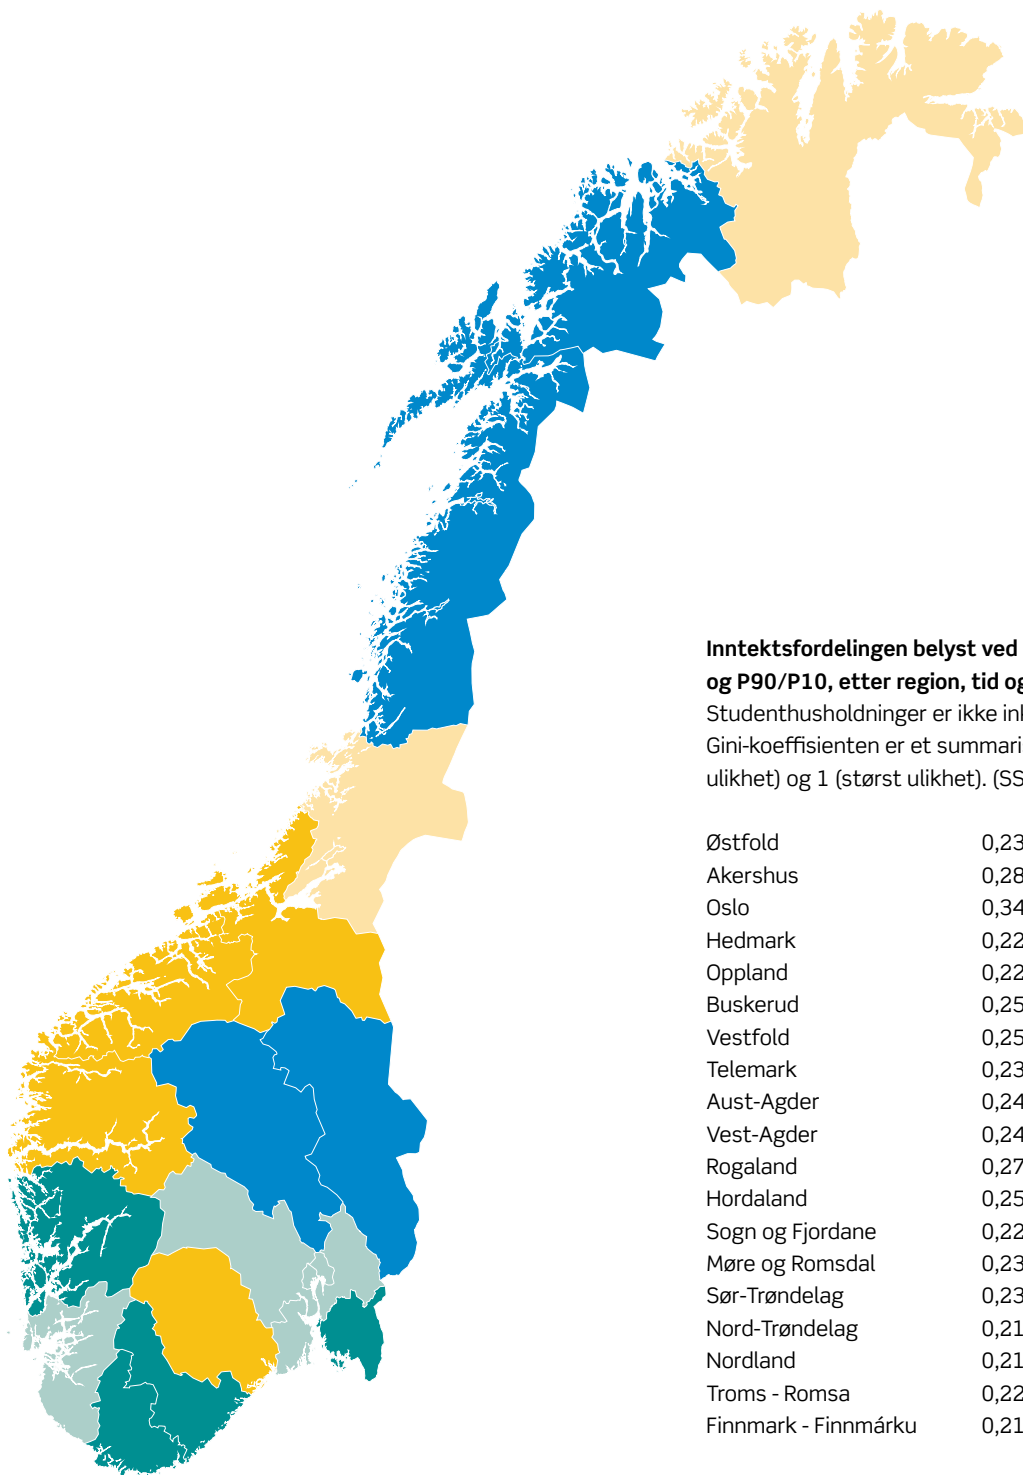 Inntektsfordelingen belyst ved
og P90/P10, etter region, tid
Studenthusholdninger er ikke
Gini-koeffisienten er et
ulikhet) og 1 (størst ulikhet).
Østfold 0,23
Akershus 0,28
Oslo 0,34
Hedmark 0,22
Oppland 0,22
Buskerud 0,25
Vestfold 0,25
Telemark 0,23
Aust-Agder 0,24
Vest-Agder 0,24
Rogaland 0,27
Hordaland 0,25
Sogn og Fjordane 0,22
Møre og Romsdal 0,23
Sør-Trøndelag 0,23
Nord-Trøndelag 0,21
Nordland 0,21
Troms - Romsa 0,22
Finnmark - Finnmárku 0,21